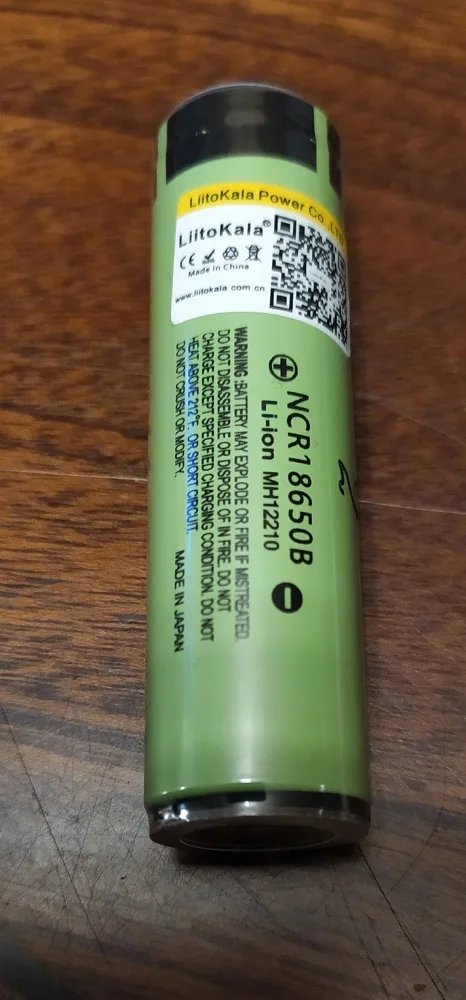 LiitoKala Power Co.,LTD
LiitoKala®
CE
Made In China
www.liitokala.com.cn
NCR18650B
Li-ion MH12210
WARNING :BATTERY MAY EXPLODE OR FIRE IF MISTREATED.
DO NOT DISASSEMBLE OR DISPOSE OF IN FIRE. DO NOT
CHARGE EXCEPT SPECIFIED CHARGING CONDITION. DO NOT
HEAT ABOVE 212°F. OR SHORT CIRCUIT.
DO NOT CRUSH OR MODIFY. MADE IN JAPAN